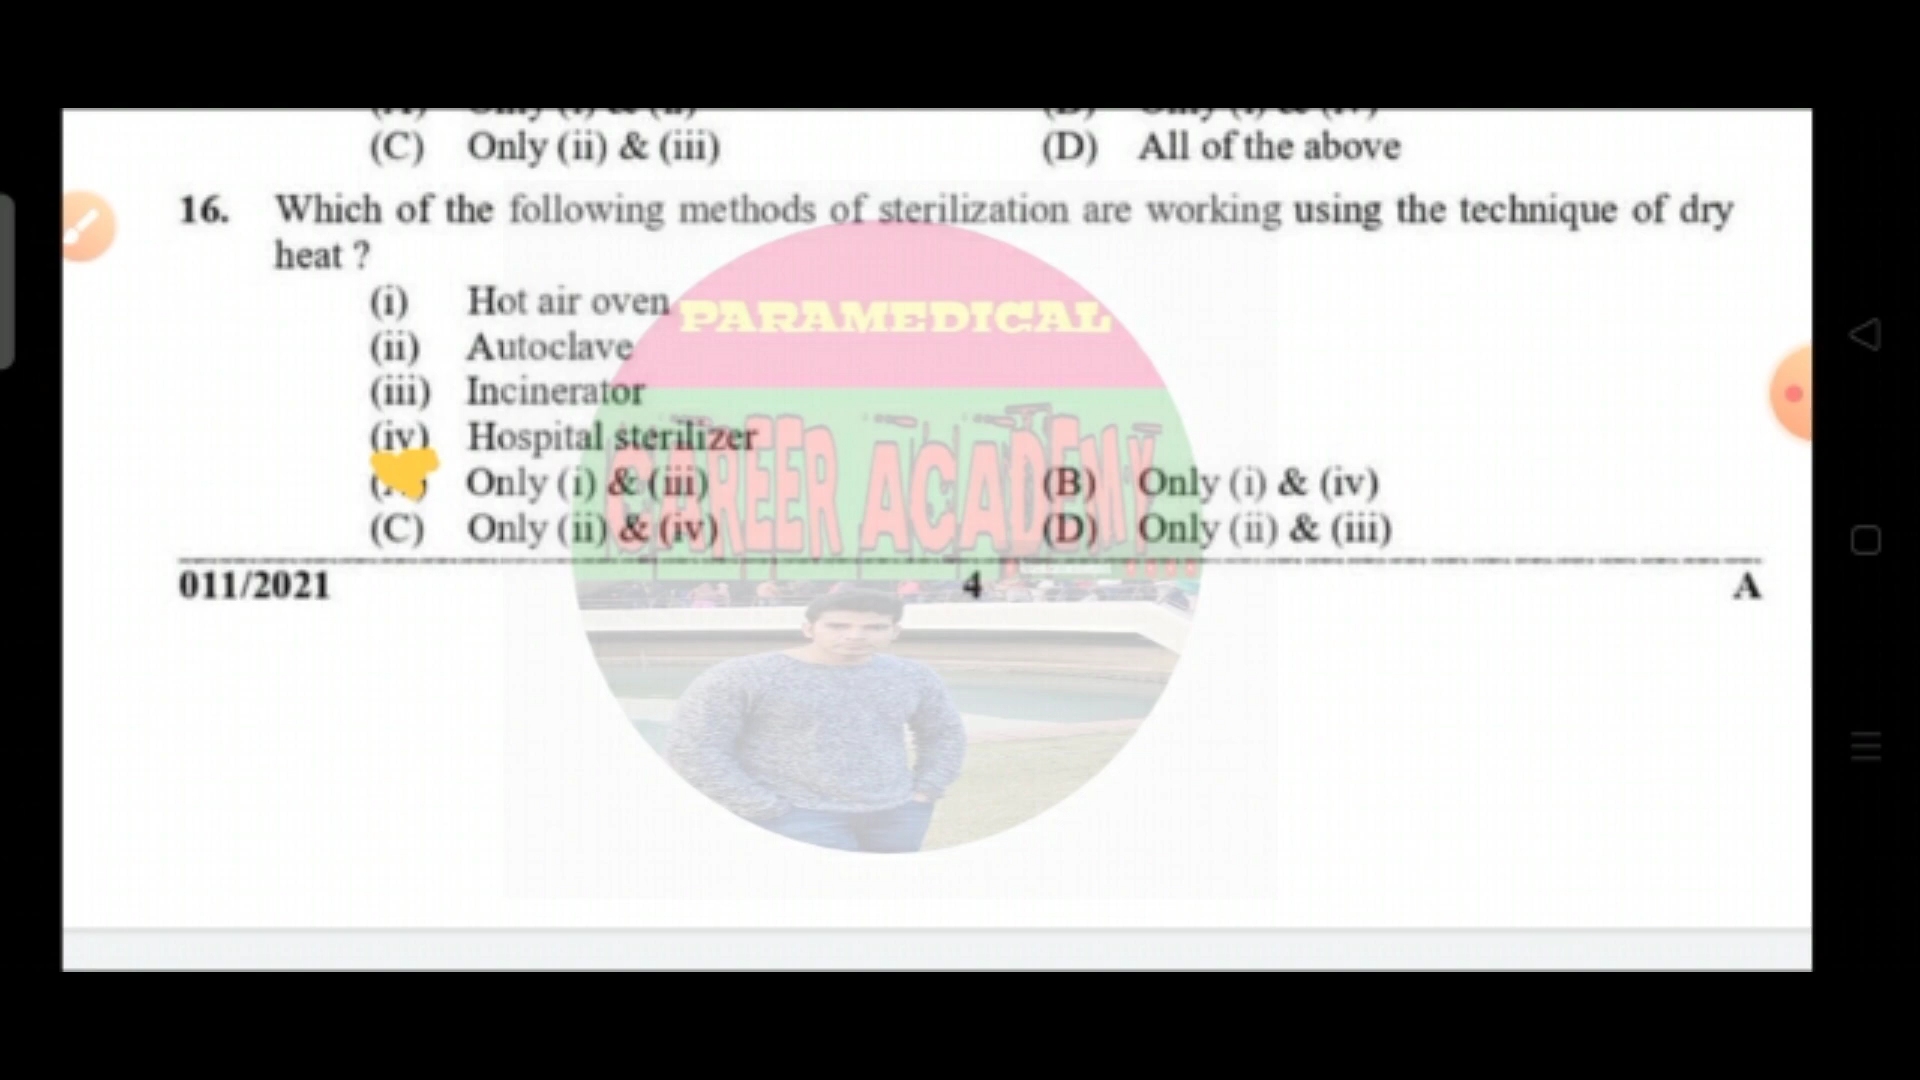 (C) Only (ii) & (iii) (D) All of the above
16. Which of the following methods of sterilization are working using the technique of dry
heat ?
(i) Hot air oven
(ii) Autoclave
(iii) Incinerator
(iv) Hospital sterilizer
Only (i) & (iii) (B) Only (i) & (iv)
(C) Only (ii) & (iv) (D) Only (ii) & (iii)
011/2021 4 A
PARAMEDICAL
CAREER ACADEMY